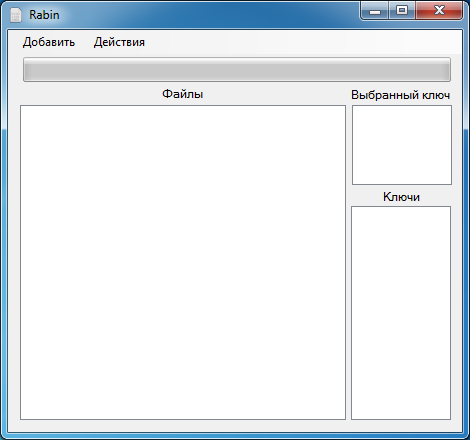 Rabin
Добавить Действия
Файлы
Выбранный ключ
Ключи